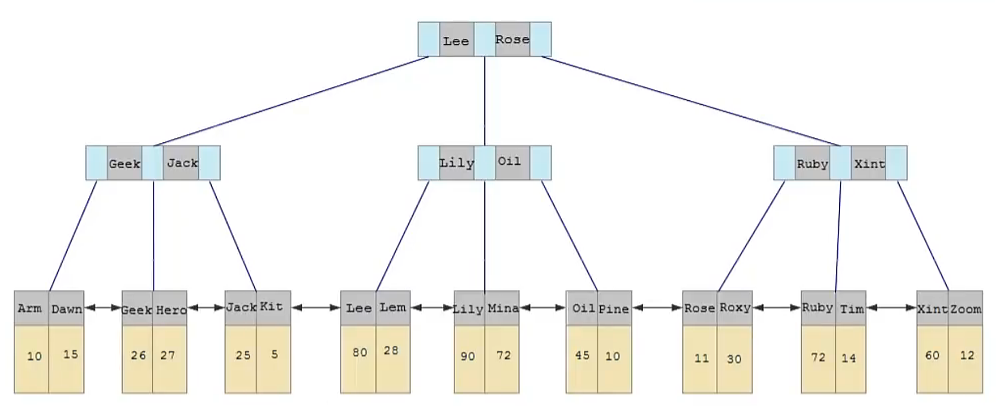 Lee Rose
Geek Jack Lily Oil Ruby Xint
Arm Dawn Geek Hero Jack Kit Lee Lem Lily Mina Oil Pine Rose Roxy Ruby Tim Xint Zoom
10 15 26 27 25 5 80 28 90 72 45 10 11 30 72 14 60 12